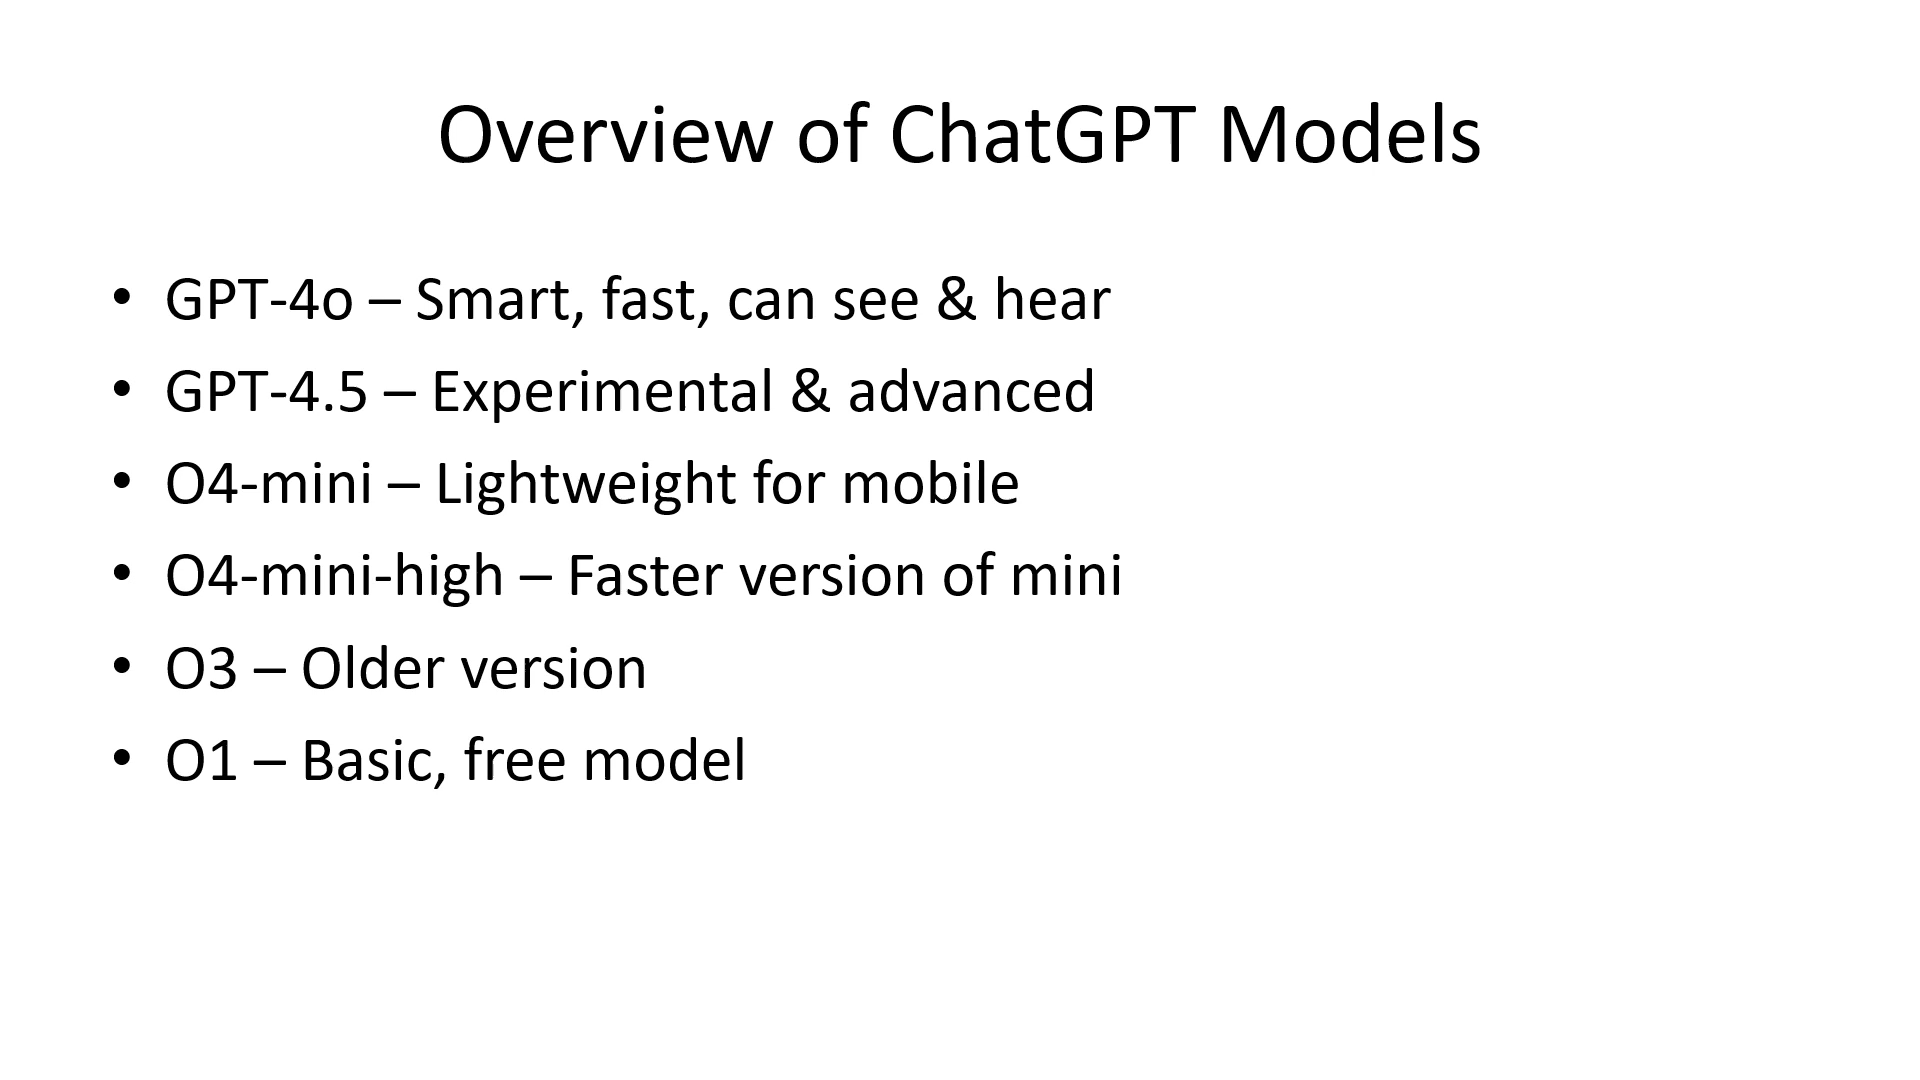 Overview of ChatGPT Models
• GPT-4o – Smart, fast, can see & hear
• GPT-4.5 – Experimental & advanced
• O4-mini – Lightweight for mobile
• O4-mini-high – Faster version of mini
• O3 – Older version
• O1 – Basic, free model